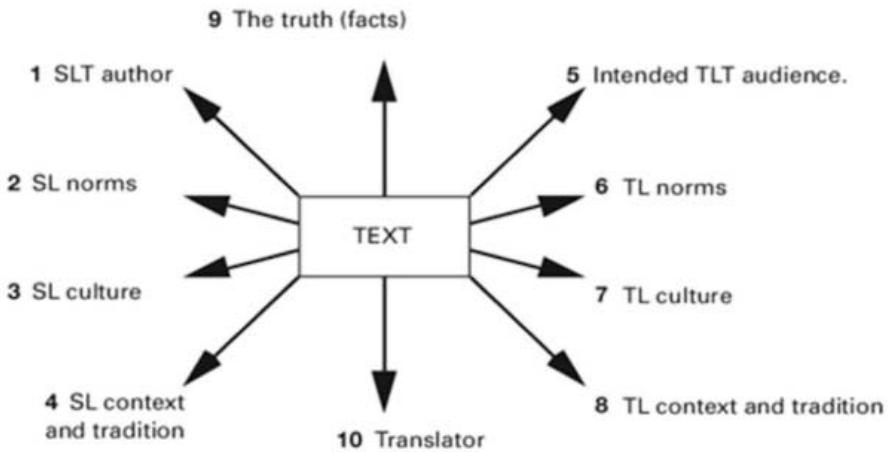 9 The truth (facts)
1 SLT author
5 Intended TLT audience.
2 SL norms
6 TL norms
TEXT
3 SL culture
7 TL culture
4 SL context
and tradition
8 TL context and tradition
10 Translator